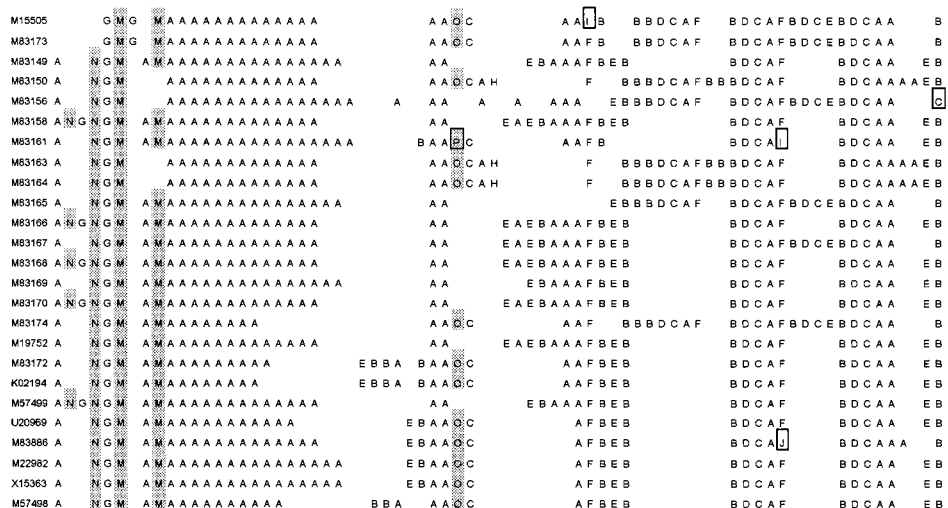 M15505 G M G M A A A A A A A A A A A A A A O C A A I B B B D C A F B D C A F B D C E B D C A A B
M83173 G M G M A A A A A A A A A A A A A A O C A A F B B B D C A F B D C A F B D C E B D C A A B
M83149 A N G M A M A A A A A A A A A A A A A A A A E B A A A F B E B B D C A F B D C A A E B
M83150 A N G M A A A A A A A A A A A A A A O C A H F B B B D C A F B B B D C A F B D C A A A A E B
M83156 A N G M A A A A A A A A A A A A A A A A A A A A A A A E B B B D C A F B D C A F B D C E B D C A A C
M83158 A N G N G M A M A A A A A A A A A A A A A A E A E B A A A F B E B B D C A F B D C A A E B
M83161 A N G M A M A A A A A A A A A A A A B A A P C A A F B B D C A I B D C A A E B
M83163 A N G M A A A A A A A A A A A A A A O C A H F B B B D C A F B B B D C A F B D C A A A A E B
M83164 A N G M A A A A A A A A A A A A A A O C A H F B B B D C A F B B B D C A F B D C A A A A E B
M83165 A N G M A M A A A A A A A A A A A A A A A A E B B B D C A F B D C A F B D C E B D C A A B
M83166 A N G N G M A M A A A A A A A A A A A A A A E A E B A A A F B E B B D C A F B D C A A E B
M83167 A N G M A M A A A A A A A A A A A A A A E A E B A A A F B E B B D C A F B D C E B D C A A B
M83168 A N G N G M A M A A A A A A A A A A A A A A E A E B A A A F B E B B D C A F B D C A A E B
M83169 A N G M A M A A A A A A A A A A A A A A A A E B A A A F B E B B D C A F B D C A A E B
M83170 A N G N G M A M A A A A A A A A A A A A A A E A E B A A A F B E B B D C A F B D C A A E B
M83174 A N G M A M A A A A A A A A A A O C A A F B B B D C A F B D C A F B D C E B D C A A B
M19752 A N G M A M A A A A A A A A A A A A A A E A E B A A A F B E B B D C A F B D C A A E B
M83172 A N G M A M A A A A A A A A A E B B A B A A O C A A F B E B B D C A F B D C A A E B
K02194 A N G M A M A A A A A A A A E B B A B A A O C A A F B E B B D C A F B D C A A E B
M57499 A N G N G M A M A A A A A A A A A A A A A A E B A A A F B E B B D C A F B D C A A E B
U20969 A N G M A M A A A A A A A A A A A E B A A O C A F B E B B D C A F B D C A A E B
M83886 A N G M A M A A A A A A A A A A A A E B A A O C A F B E B B D C A J B D C A A A B
M22982 A N G M A M A A A A A A A A A A A A A A E B A A O C A F B E B B D C A F B D C A A E B
X15363 A N G M A M A A A A A A A A A A A A A A E B A A O C A F B E B B D C A F B D C A A E B
M57498 A N G M A M A A A A A A A A A A A B B A A A O C A A F B E B B D C A F B D C A A E B